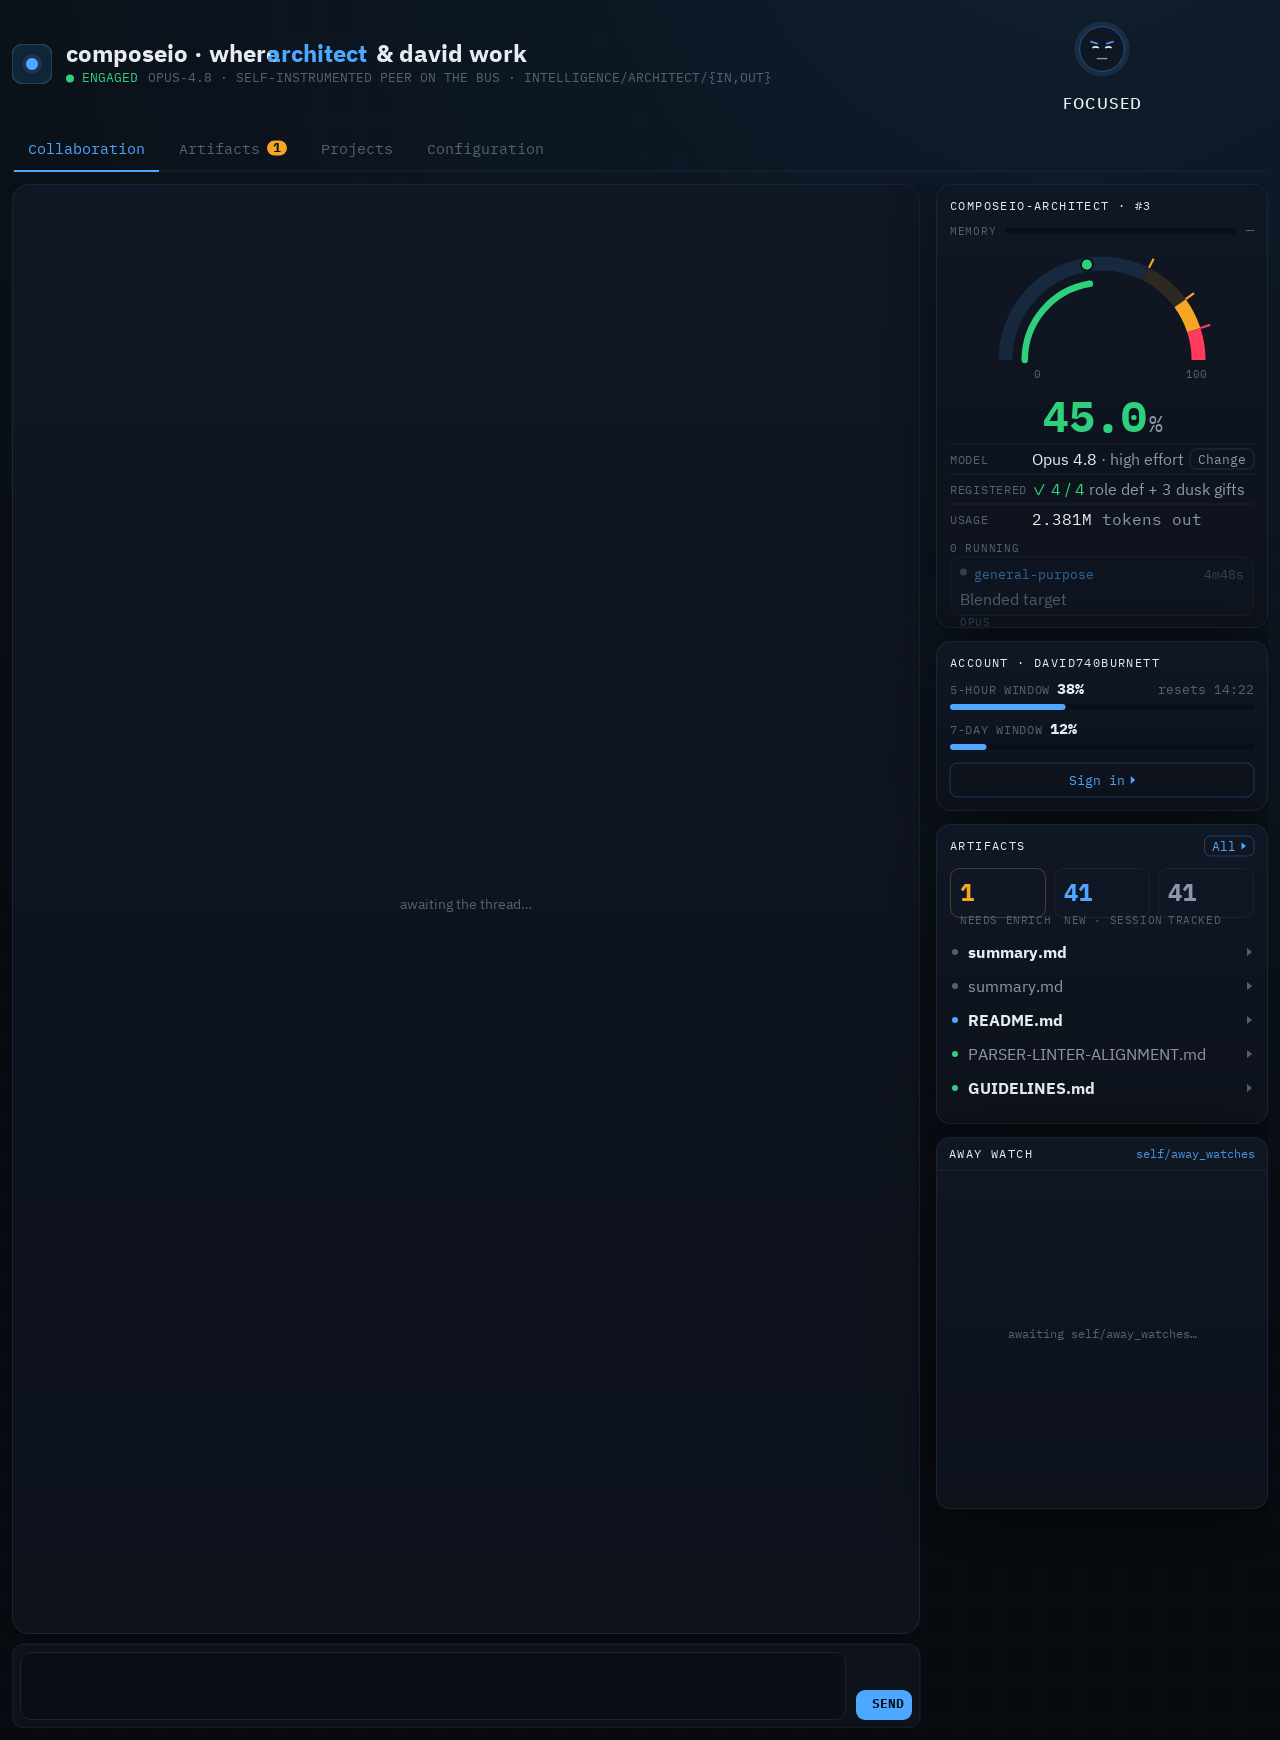 composeio · where architect & david work
ENGAGED OPUS-4.8 · SELF-INSTRUMENTED PEER ON THE BUS · INTELLIGENCE/ARCHITECT/{IN,OUT}
FOCUSED
Collaboration Artifacts 1 Projects Configuration
awaiting the thread…
SEND
COMPOSEIO-ARCHITECT · #3
MEMORY —
0 100
45.0%
MODEL Opus 4.8 · high effort Change
REGISTERED ✓ 4 / 4 role def + 3 dusk gifts
USAGE 2.381M tokens out
0 RUNNING
general-purpose 4m48s
Blended target
OPUS
ACCOUNT · DAVID740BURNETT
5-HOUR WINDOW 38% resets 14:22
7-DAY WINDOW 12%
Sign in
ARTIFACTS All
1 41 41
NEEDS ENRICH NEW · SESSION TRACKED
summary.md
summary.md
README.md
PARSER-LINTER-ALIGNMENT.md
GUIDELINES.md
AWAY WATCH self/away_watches
awaiting self/away_watches…